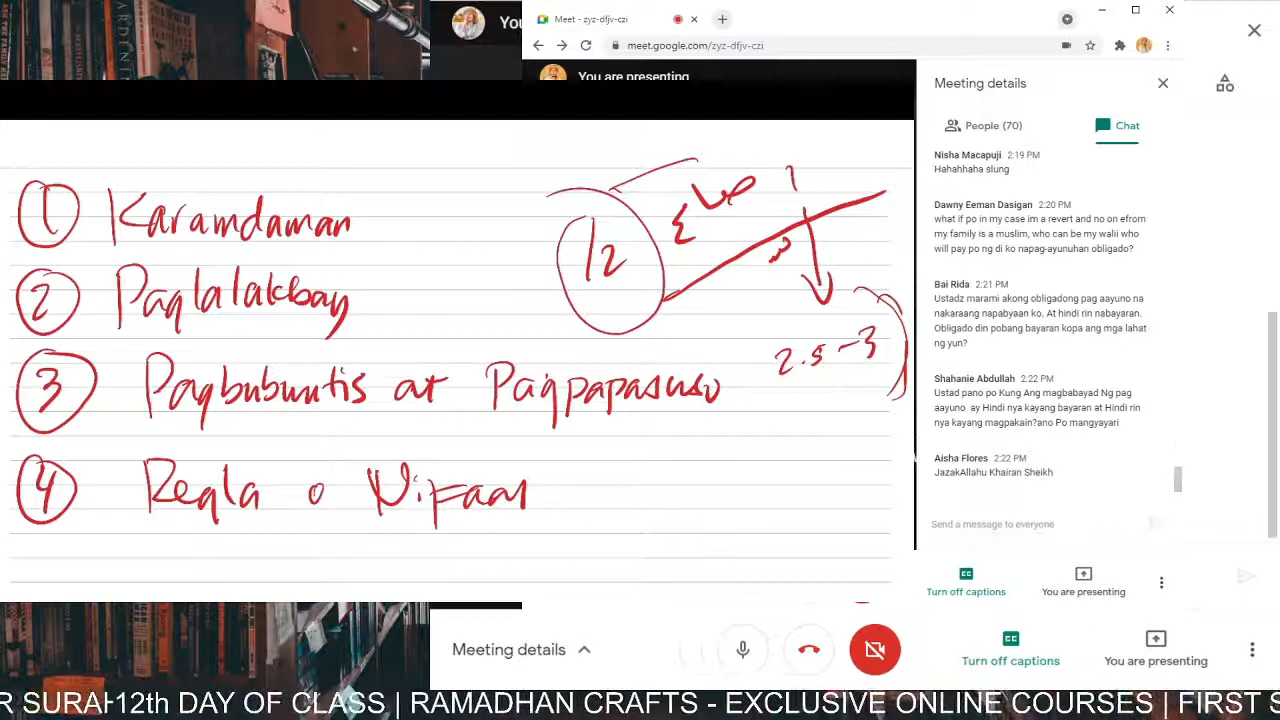 You
Meet - zyz-dfjv-czi
meet.google.com/zyz-dfjv-czi
You are presenting
Meeting details
People (70)
Chat
Nisha Macapuji 2:19 PM
Hahahhaha slung
Dawny Eeman Dasigan 2:20 PM
what if po in my case im a revert and no on efrom
my family is a muslim, who can be my walii who
will pay po ng di ko napag-ayunuhan obligado?
Bai Rida 2:21 PM
Ustadz marami akong obligadong pag aayuno na
nakaraang napabyaan ko. At hindi rin nabayaran.
Obligado din pobang bayaran kopa ang mga lahat
ng yun?
Shahanie Abdullah 2:22 PM
Ustad pano po Kung Ang magbabayad Ng pag
aayuno ay Hindi nya kayang bayaran at Hindi rin
nya kayang magpakain?ano Po mangyayari
Aisha Flores 2:22 PM
JazakAllahu Khairan Sheikh
Send a message to everyone
Turn off captions
You are presenting
1 Karamdaman
2 Paglalakbay
3 Pagbubuntis at Pagpapasuso
4 Regla o Nifaas
12
2.5-3
Meeting details
Turn off captions
You are presenting
12th DAY OF CLASS | RAMADHAN CRAFTS - EXCLUSIVE ONLINE COURSES | FIRST